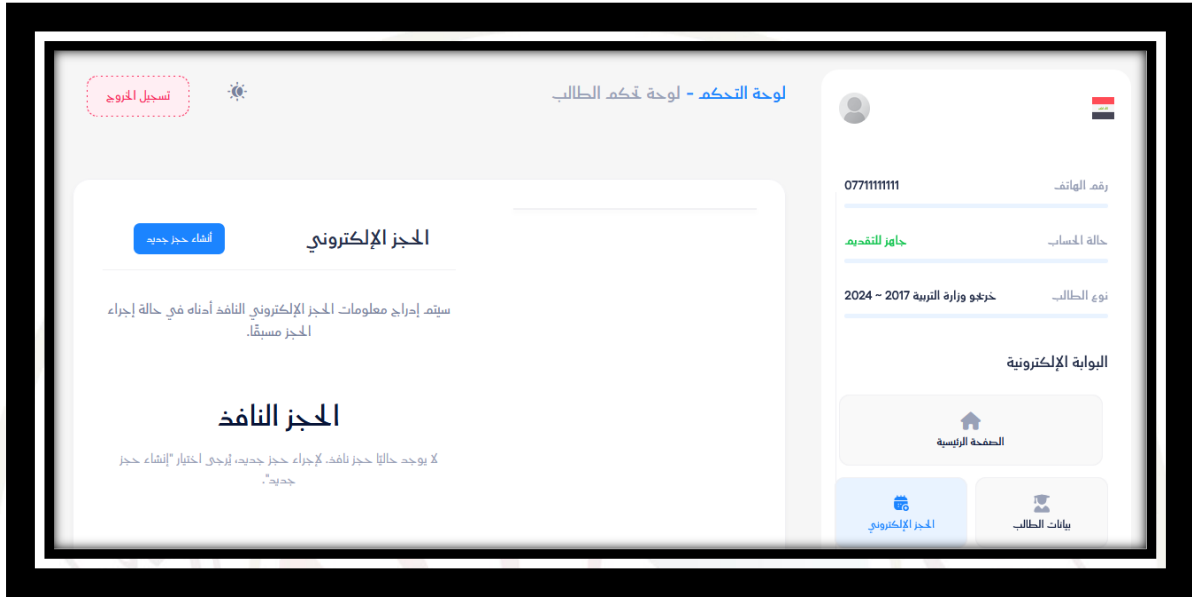 لوحة التحكم - لوحة تحكم الطالب
تسجيل الخروج
رقم الهاتف
07711111111
حالة الحساب
جاهز للتقديم
نوع الطالب
خريجو وزارة التربية 2017 ~ 2024
البوابة الإلكترونية
الصفحة الرئيسية
بيانات الطالب
الحجز الإلكتروني
الحجز الإلكتروني
أنشاء حجز جديد
سيتم إدراج معلومات الحجز الإلكتروني النافذ أدناه في حالة إجراء
الحجز مسبقًا.
الحجز النافذ
لا يوجد حاليًا حجز نافذ. لإجراء حجز جديد، يُرجى اختيار "إنشاء حجز
جديد".